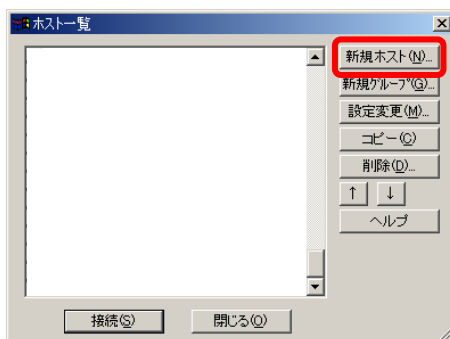 ホスト一覧
新規ホスト(N)...
新規グループ(G)...
設定変更(M)...
コピー(C)
削除(D)...
↑ ↓
ヘルプ
接続(S) 閉じる(O)